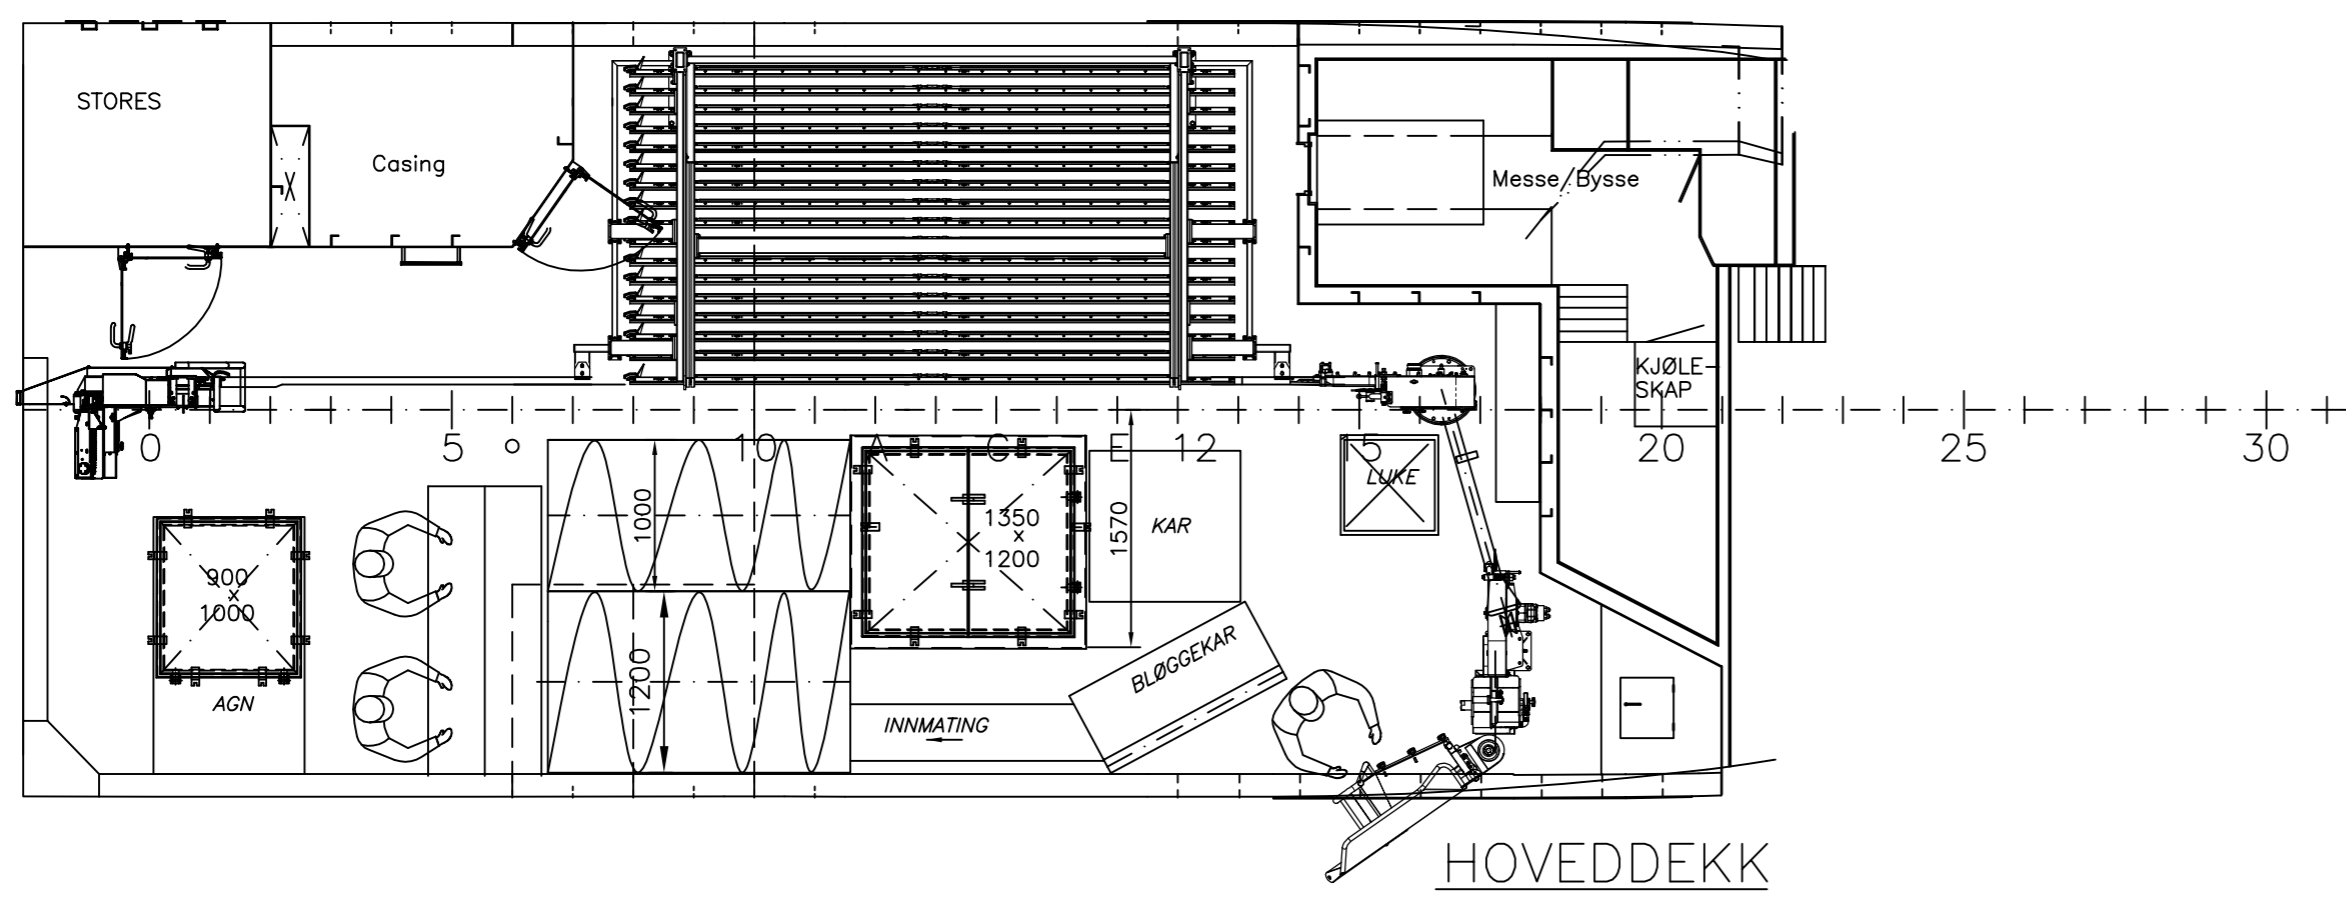 STORES
Casing
Messe/Bysse
KJØLE-
SKAP
0
5
10
A
C
E
12
15
20
25
30
LUKE
1000
1350
x
1200
1570
KAR
900
x
1000
AGN
1200
BLØGGEKAR
INNMATING
HOVEDDEKK